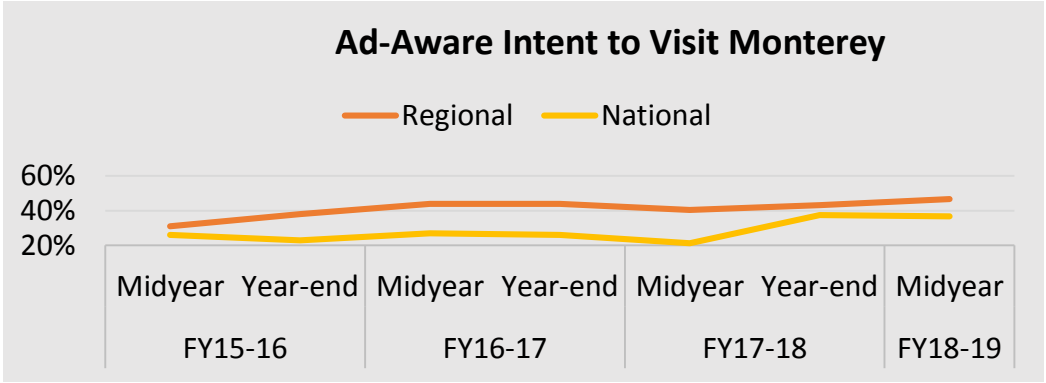 Ad-Aware Intent to Visit Monterey
Regional National
60%
40%
20%
Midyear Year-end Midyear Year-end Midyear Year-end Midyear
FY15-16 FY16-17 FY17-18 FY18-19